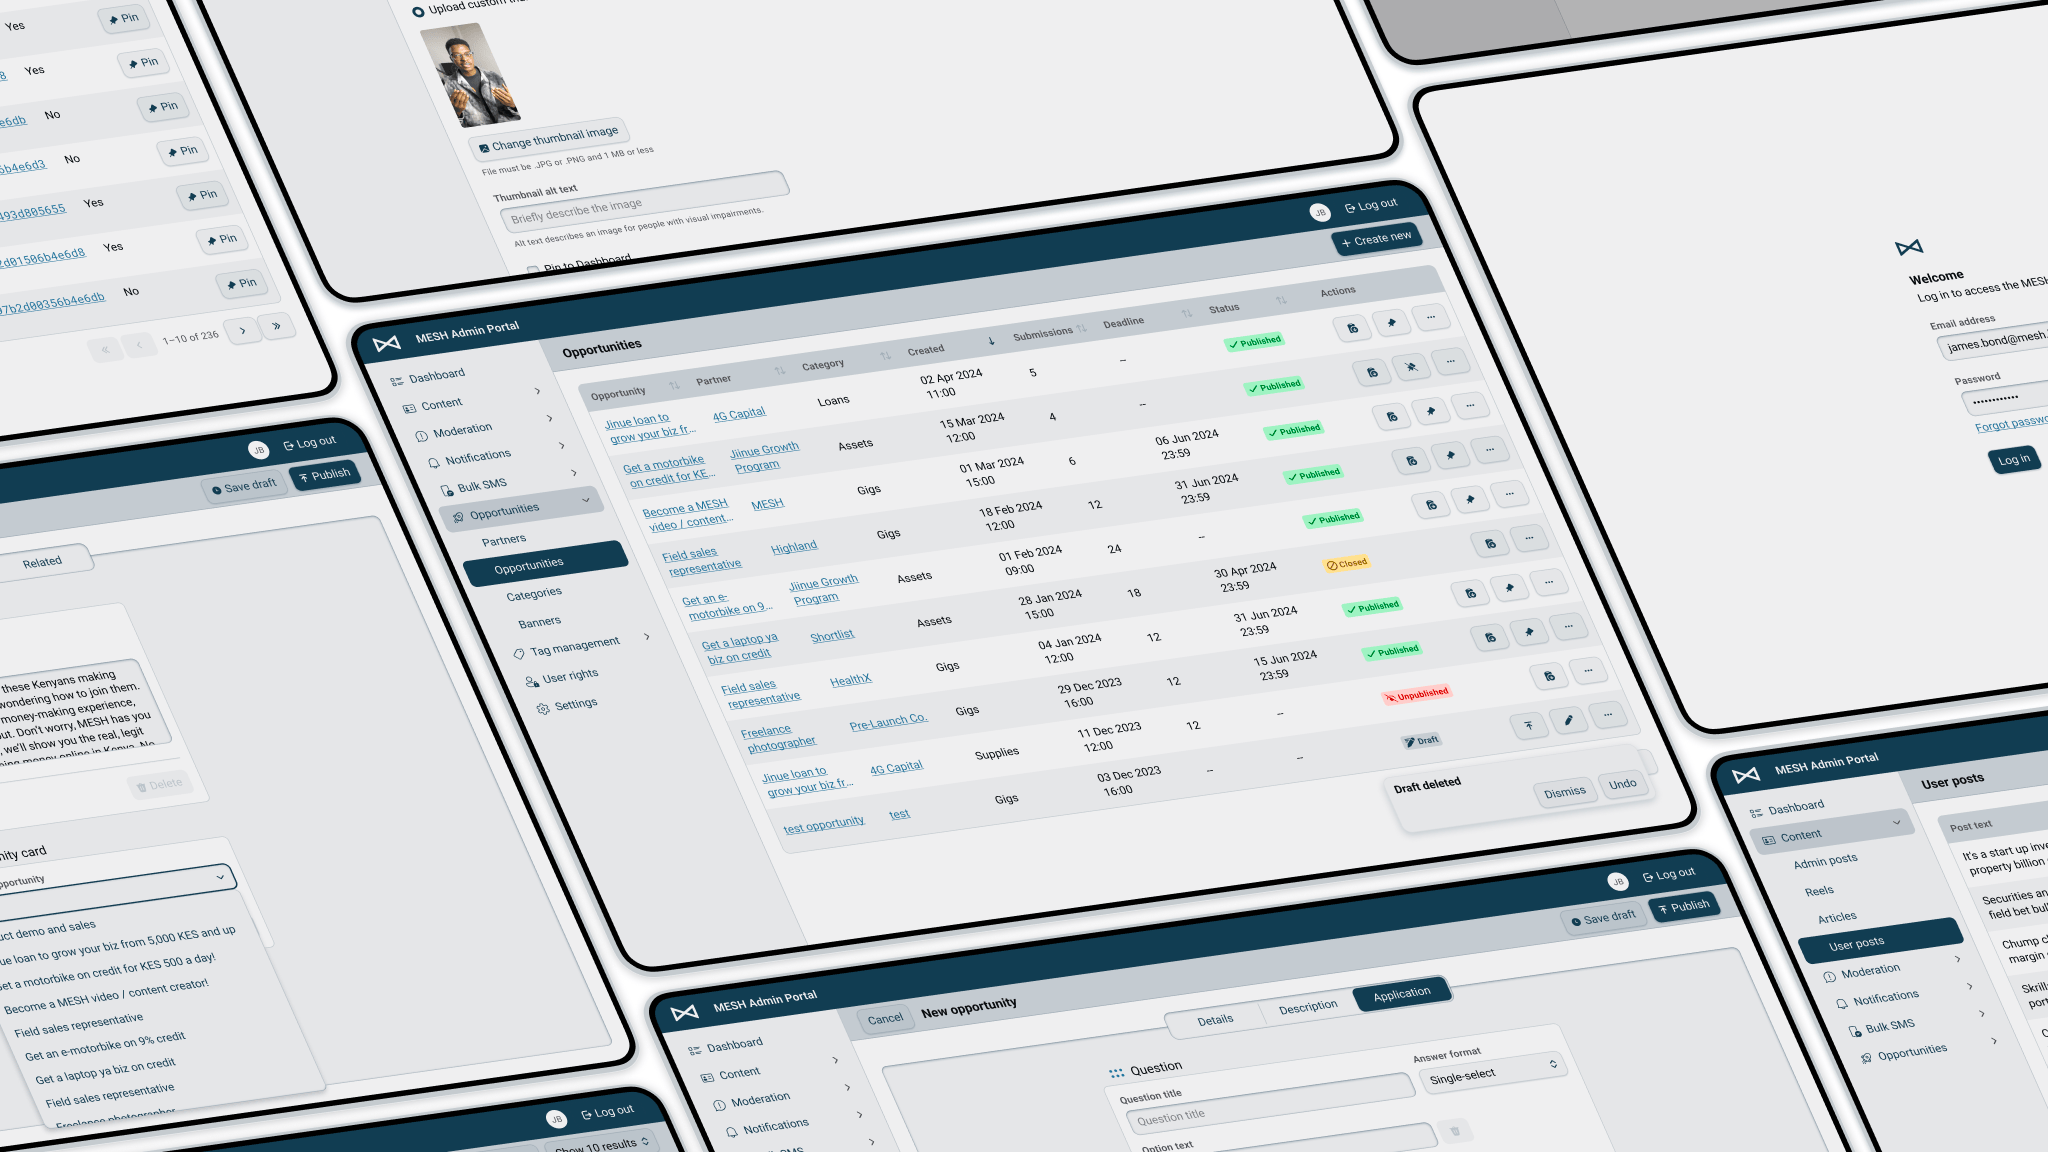 Yes
Pin
Yes
Pin
e6db
No
Pin
5b4e6d3
No
Pin
493d805655
Yes
Pin
2d01506b4e6d8
Yes
Pin
97b2d00356b4e6db
No
Pin
1–10 of 236
Upload custom
Change thumbnail image
File must be .JPG or .PNG and 1 MB or less
Thumbnail alt text
Briefly describe the image
Alt text describes an image for people with visual impairments.
Pin to Dashboard
Welcome
Log in to access the MESH
Email address
james.bond@mesh.
Password
Forgot passwo
Log in
MESH Admin Portal
JB
Log out
Opportunities
+ Create new
Dashboard
Content
Moderation
Notifications
Bulk SMS
Opportunities
Partners
Opportunities
Categories
Banners
Tag management
User rights
Settings
Opportunity
Partner
Category
Created
Submissions
Deadline
Status
Actions
Jinue loan to
grow your biz fr...
4G Capital
Loans
02 Apr 2024
11:00
5
--
Published
Get a motorbike
on credit for KE...
Jiinue Growth
Program
Assets
15 Mar 2024
12:00
4
--
Published
Become a MESH
video / content...
MESH
Gigs
01 Mar 2024
15:00
6
06 Jun 2024
23:59
Published
Field sales
representative
Highland
Gigs
18 Feb 2024
12:00
12
31 Jun 2024
23:59
Published
Get an e-
motorbike on 9...
Jiinue Growth
Program
Assets
01 Feb 2024
09:00
24
--
Published
Get a laptop ya
biz on credit
Shortlist
Assets
28 Jan 2024
15:00
18
30 Apr 2024
23:59
Closed
Field sales
representative
HealthX
Gigs
04 Jan 2024
12:00
12
31 Jun 2024
23:59
Published
Freelance
photographer
Pre-Launch Co.
Gigs
29 Dec 2023
16:00
12
15 Jun 2024
23:59
Published
Jinue loan to
grow your biz fr...
4G Capital
Supplies
11 Dec 2023
12:00
12
--
Unpublished
test opportunity
test
Gigs
03 Dec 2023
16:00
--
--
Draft
Draft deleted
Dismiss
Undo
JB
Log out
Save draft
Publish
Related
these Kenyans making
wondering how to join them.
money-making experience,
out. Don't worry, MESH has you
, we'll show you the real, legit
Delete
nity card
pportunity
uct demo and sales
ue loan to grow your biz from 5,000 KES and up
et a motorbike on credit for KES 500 a day!
Become a MESH video / content creator!
Field sales representative
Get an e-motorbike on 9% credit
Get a laptop ya biz on credit
Field sales representative
Freelance photographer
JB
Log out
Show 10 results
MESH Admin Portal
JB
Log out
Cancel
New opportunity
Save draft
Publish
Details
Description
Application
Dashboard
Content
Moderation
Notifications
Question
Question title
Question title
Answer format
Single-select
Option text
MESH Admin Portal
User posts
Dashboard
Content
Admin posts
Reels
Articles
User posts
Moderation
Notifications
Bulk SMS
Opportunities
Post text
It's a start up inve
property billion
Securities an
field bet bul
Chump c
margin
Skrill
port